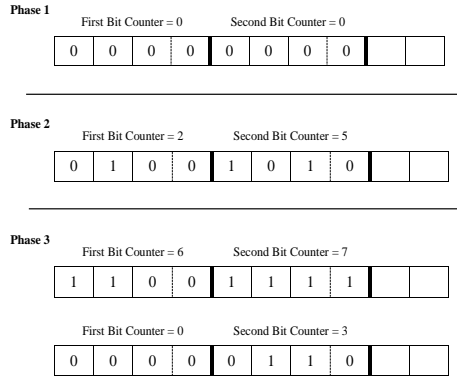 Phase 1
First Bit Counter = 0 Second Bit Counter = 0
0 0 0 0 0 0 0 0
Phase 2
First Bit Counter = 2 Second Bit Counter = 5
0 1 0 0 1 0 1 0
Phase 3
First Bit Counter = 6 Second Bit Counter = 7
1 1 0 0 1 1 1 1
First Bit Counter = 0 Second Bit Counter = 3
0 0 0 0 0 1 1 0